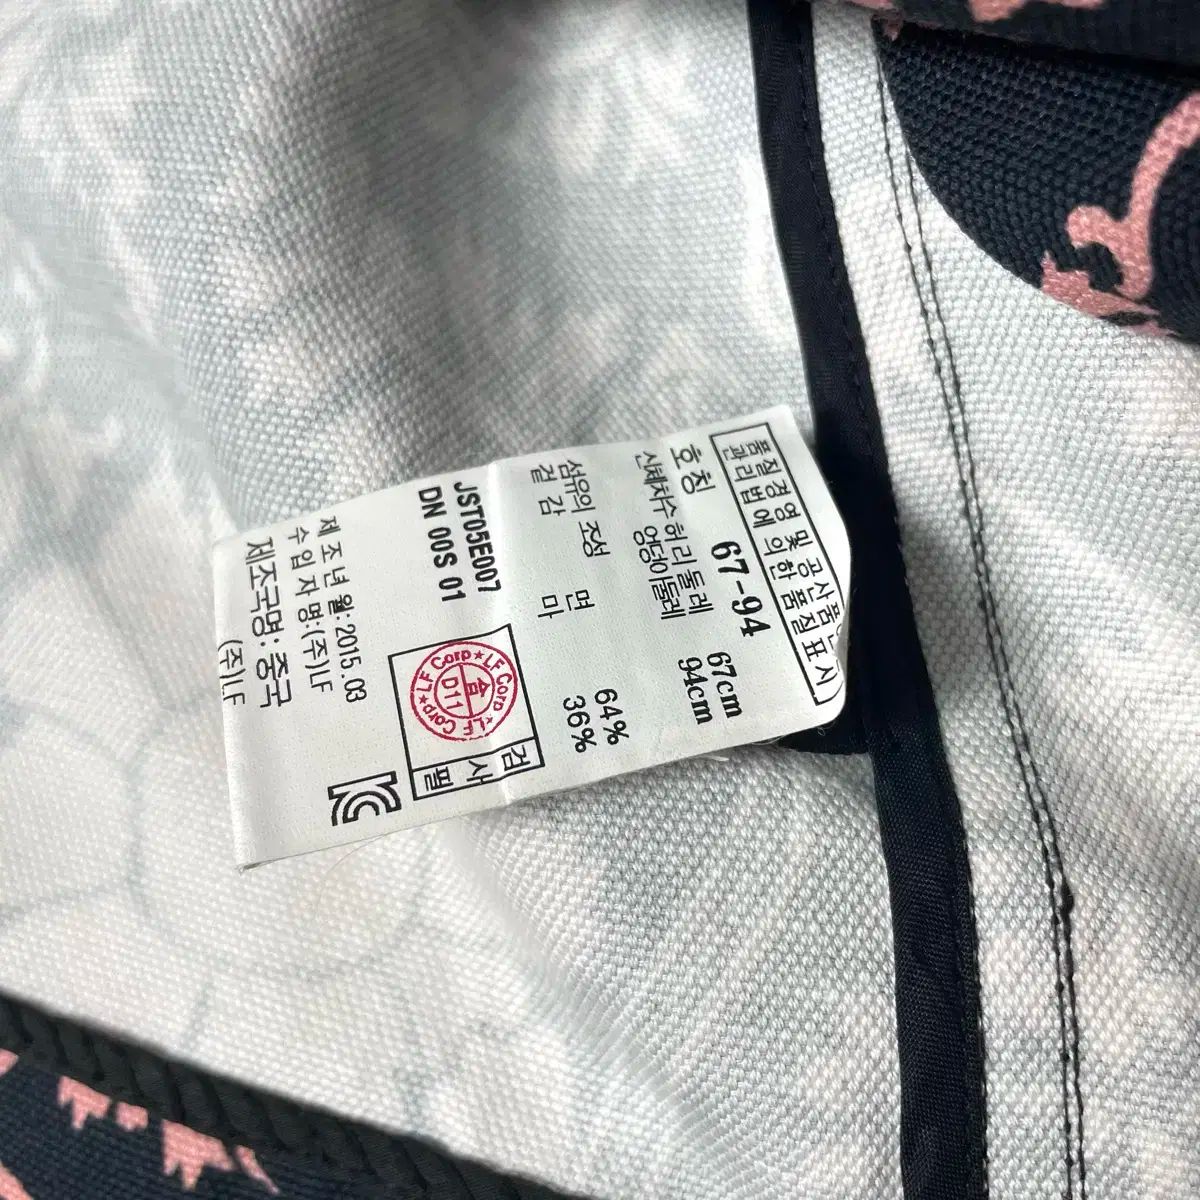 품질경영 및 공산품안
관리법에 의한 품질표시
호칭 67-94
신체치수 허리둘레 67cm
엉덩이둘레 94cm
섬유의 조성 면 64%
겉감 마 36%
JST05E007
DN 00S 01
LF Corp★LF Corp★LF Corp★
合
D11
검사필
제조년월: 2015. 03
수입자명: (주)LF
제조국명: 중국
(주)LF
KC